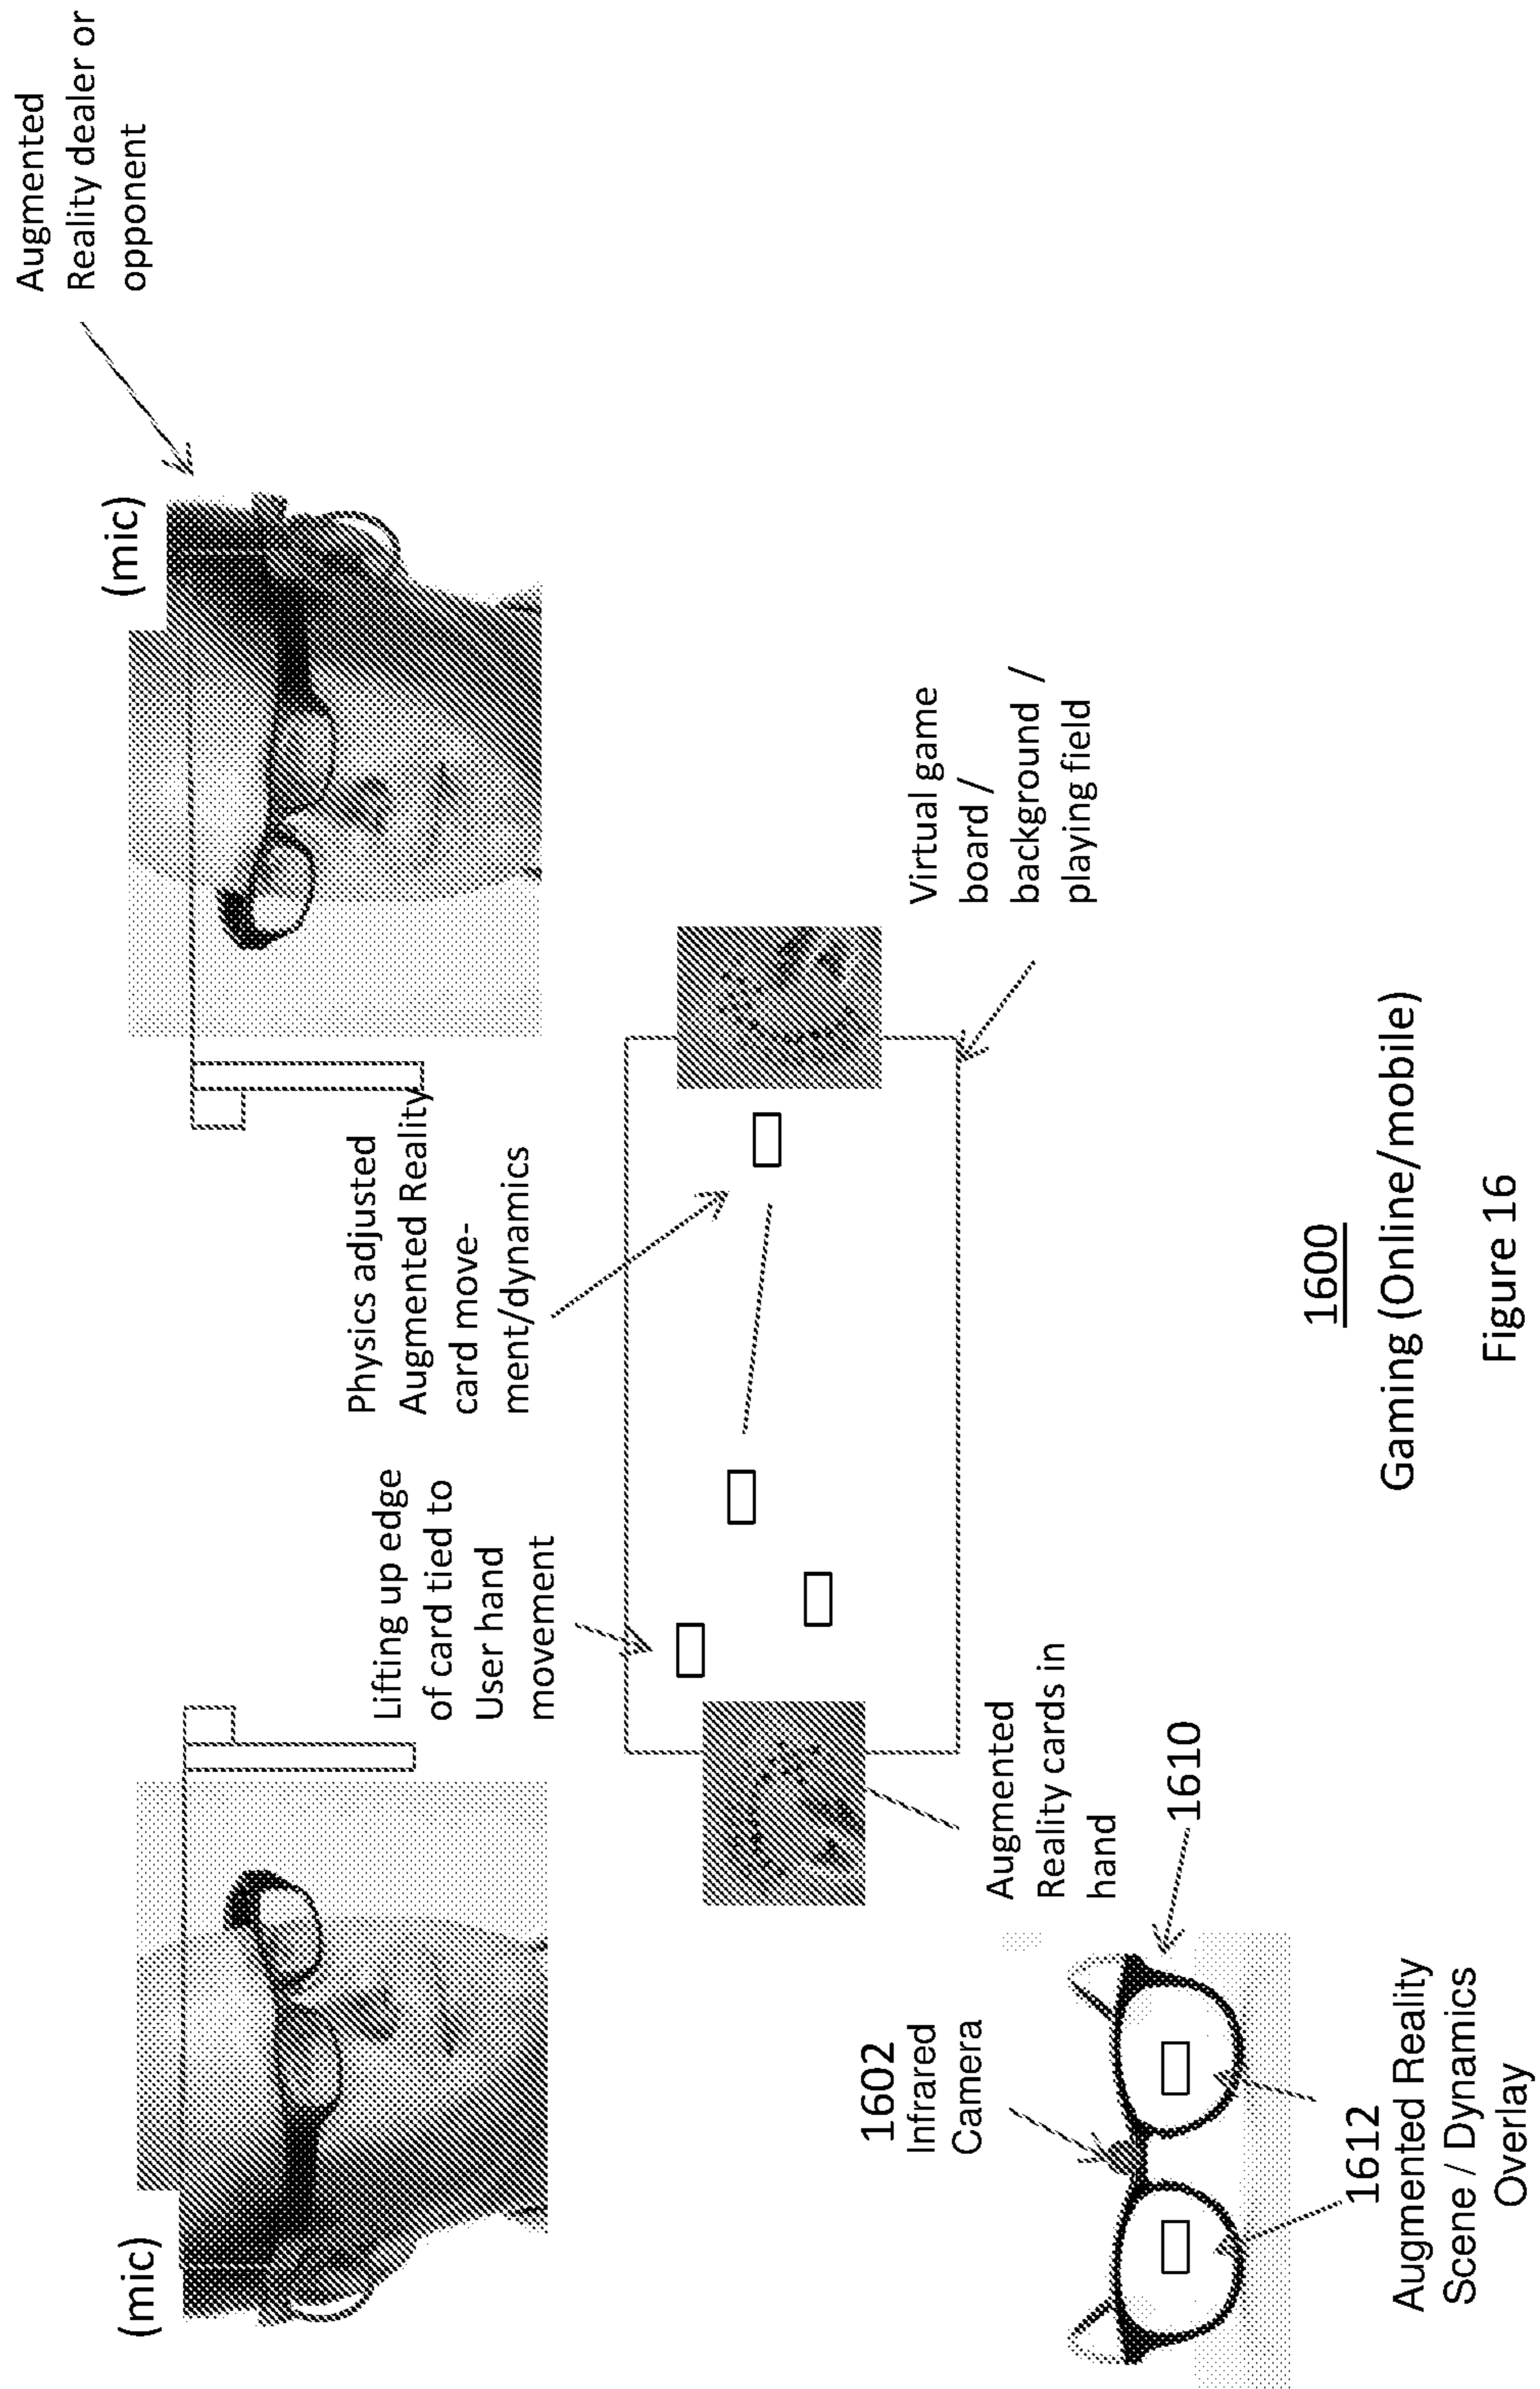 (mic)
(mic)
Augmented
Reality dealer or
opponent
Lifting up edge
of card tied to
User hand
movement
Physics adjusted
Augmented Reality
card move-
ment/dynamics
Augmented
Reality cards in
hand
Virtual game
board /
background /
playing field
1602
Infrared
Camera
1610
1612
Augmented Reality
Scene / Dynamics
Overlay
1600
Gaming (Online/mobile)
Figure 16